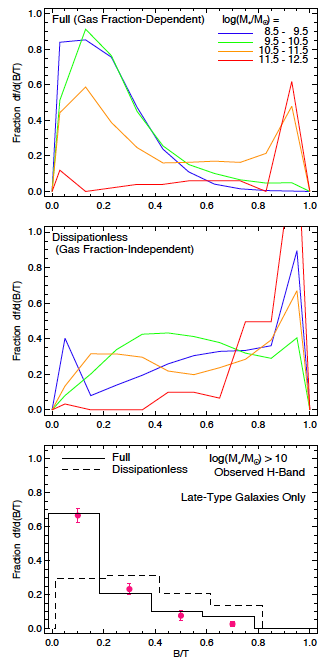 Full (Gas Fraction-Dependent)
log(M*/M⊙) =
8.5 - 9.5
9.5 - 10.5
10.5 - 11.5
11.5 - 12.5
Fraction df/d(B/T)
1.0
0.8
0.6
0.4
0.2
0.0
0.0 0.2 0.4 0.6 0.8 1.0
Dissipationless
(Gas Fraction-Independent)
Fraction df/d(B/T)
1.0
0.8
0.6
0.4
0.2
0.0
0.0 0.2 0.4 0.6 0.8 1.0
Full
Dissipationless
log(M*/M⊙) > 10
Observed H-Band
Late-Type Galaxies Only
Fraction df/d(B/T)
1.0
0.8
0.6
0.4
0.2
0.0
0.0 0.2 0.4 0.6 0.8 1.0
B/T